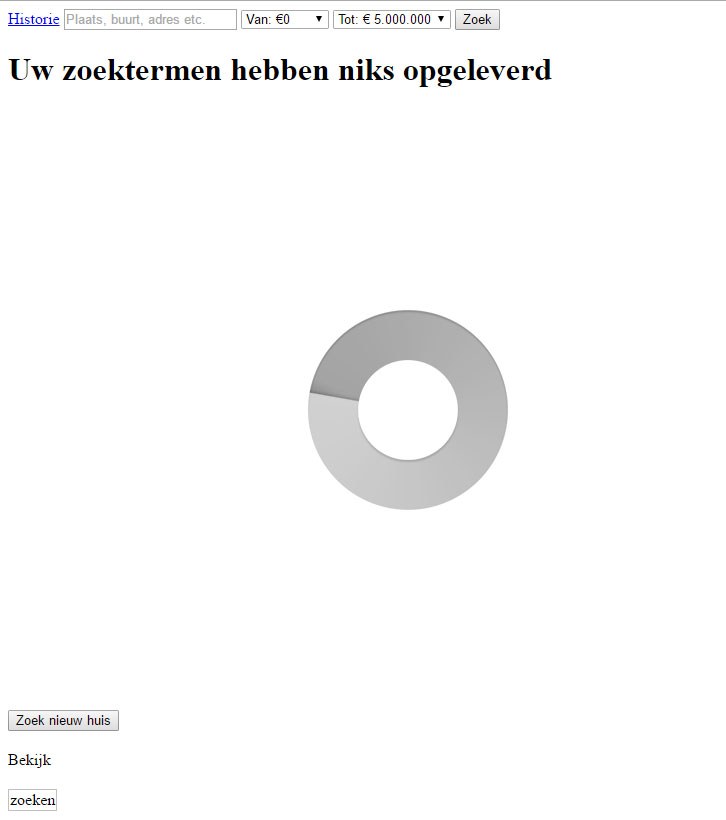 Historie Plaats, buurt, adres etc. Van: €0 Tot: € 5.000.000 Zoek
Uw zoektermen hebben niks opgeleverd
Zoek nieuw huis
Bekijk
zoeken